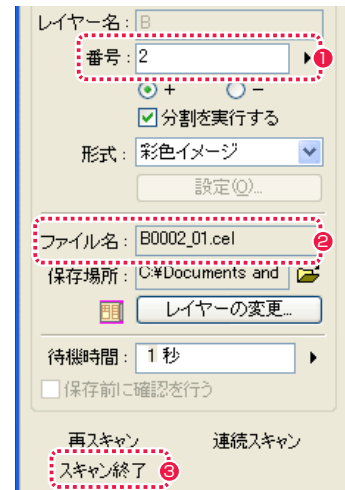 レイヤー名： B
番号： 2 1
+ −
分割を実行する
形式： 彩色イメージ
設定(O)...
ファイル名： B0002_01.cel 2
保存場所： C:¥Documents and
レイヤーの変更...
待機時間： 1 秒
保存前に確認を行う
再スキャン 連続スキャン
スキャン終了 3